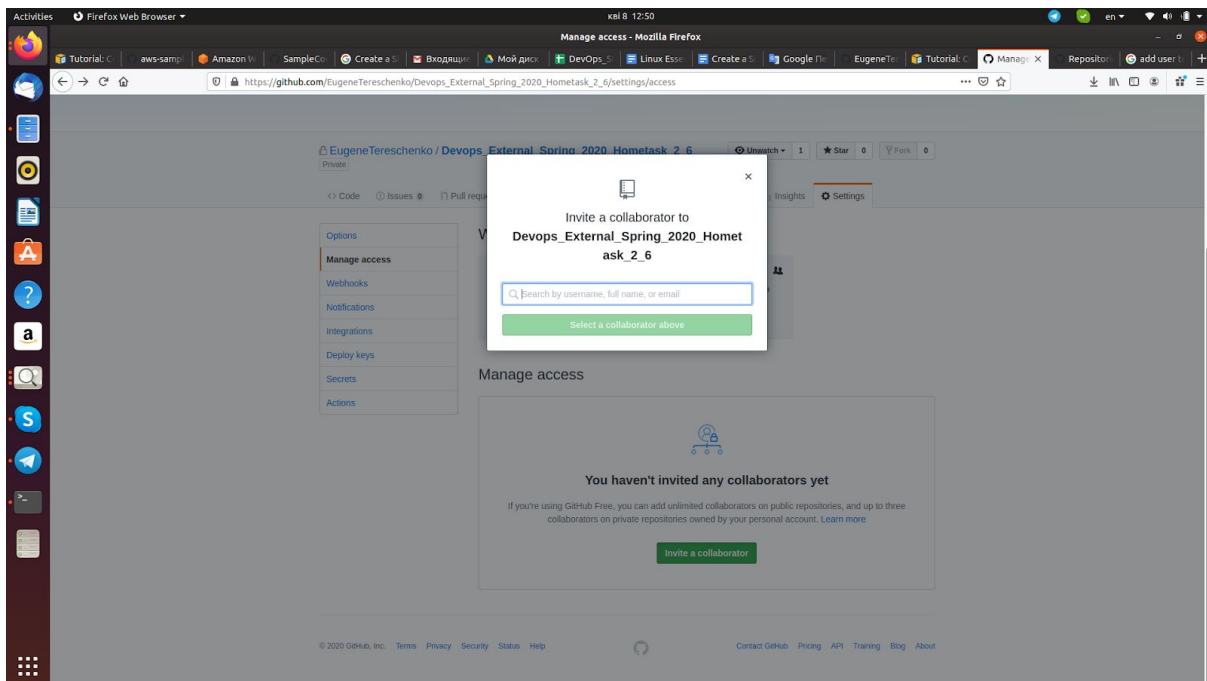 Activities Firefox Web Browser кві 8 12:50 en
Manage access - Mozilla Firefox
Tutorial: C aws-sampl Amazon W SampleCo Create a S Входящие Мой диск DevOps_S Linux Esse Create a S Google Пе EugeneTe Tutorial: C Manage Repositor add user t
https://github.com/EugeneTereschenko/Devops_External_Spring_2020_Hometask_2_6/settings/access
EugeneTereschenko / Devops_External_Spring_2020_Hometask_2_6 Unwatch 1 Star 0 Fork 0
Private
Code Issues 0 Pull requ Insights Settings
Invite a collaborator to
Devops_External_Spring_2020_Homet
ask_2_6
Search by username, full name, or email
Select a collaborator above
Options
Manage access
Webhooks
Notifications
Integrations
Deploy keys
Secrets
Actions
W
Manage access
You haven't invited any collaborators yet
If you're using GitHub Free, you can add unlimited collaborators on public repositories, and up to three
collaborators on private repositories owned by your personal account. Learn more
Invite a collaborator
© 2020 GitHub, Inc. Terms Privacy Security Status Help Contact GitHub Pricing API Training Blog About